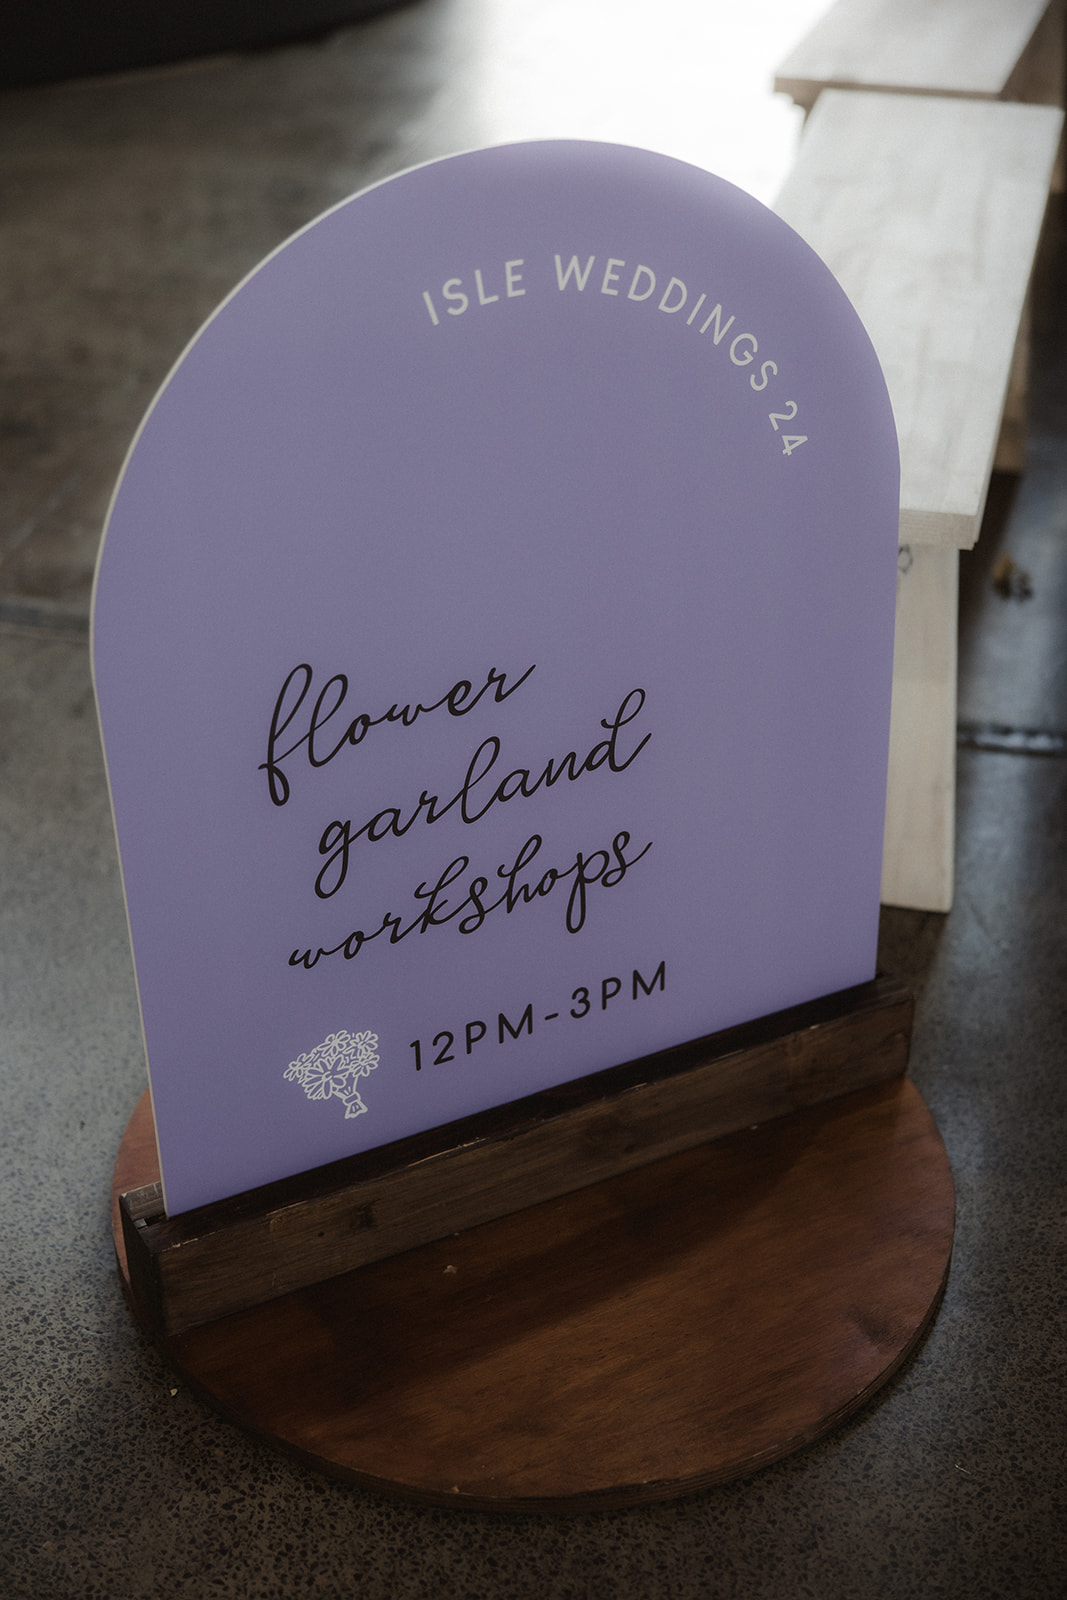 ISLE WEDDINGS 24
flower
garland
workshops
12PM-3PM